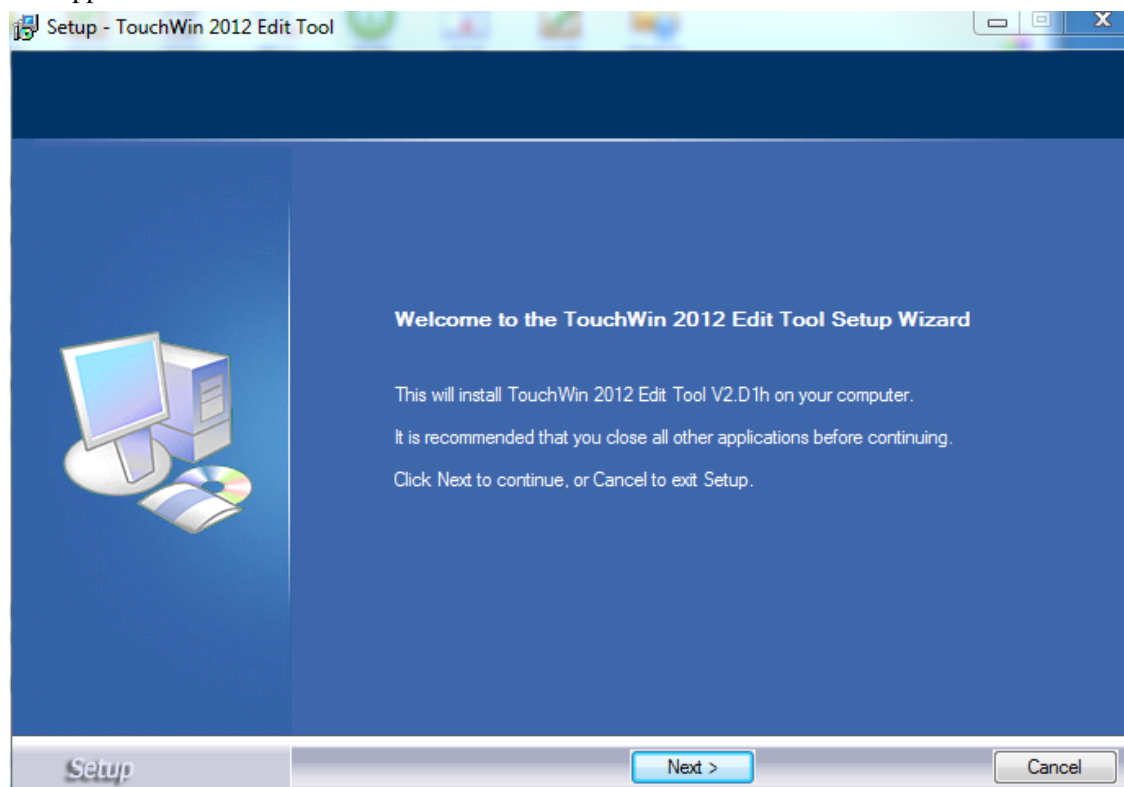 Setup - TouchWin 2012 Edit Tool
Welcome to the TouchWin 2012 Edit Tool Setup Wizard
This will install TouchWin 2012 Edit Tool V2.D1h on your computer.
It is recommended that you close all other applications before continuing.
Click Next to continue, or Cancel to exit Setup.
Setup
Next >
Cancel